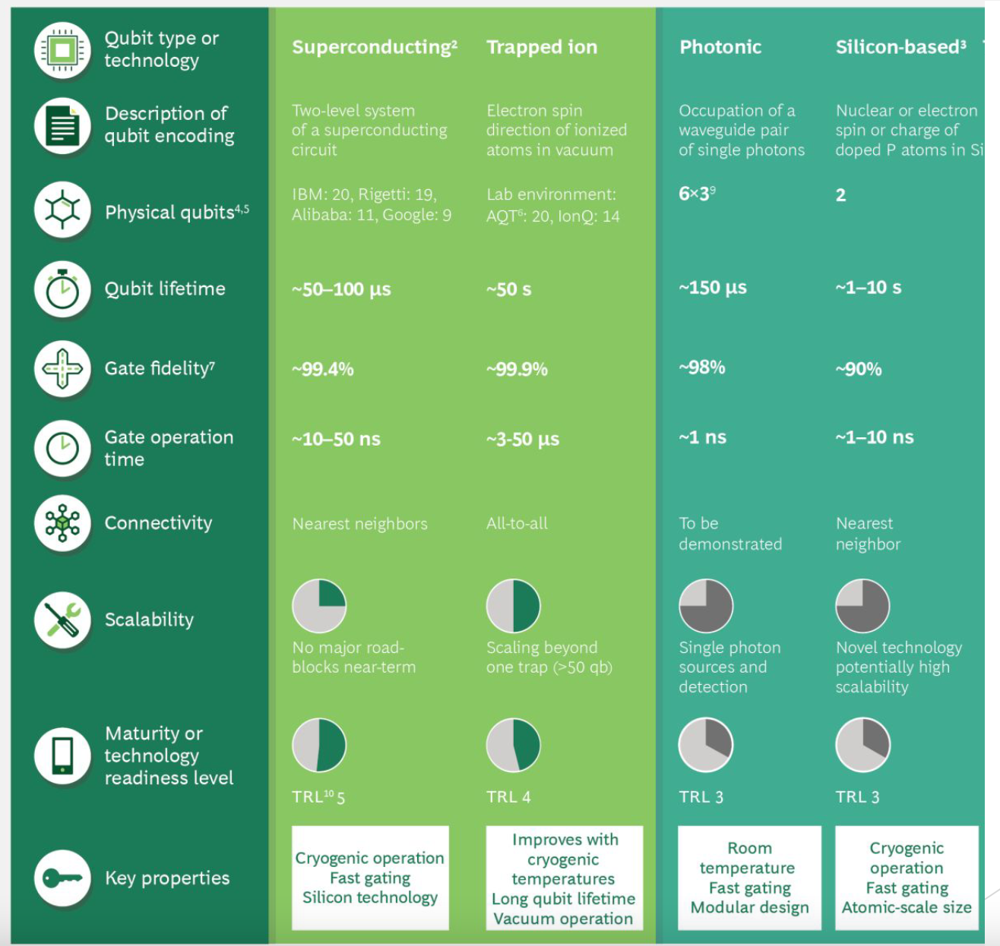 Qubit type or
technology
Superconducting²
Trapped ion
Photonic
Silicon-based³
Description of
qubit encoding
Two-level system
of a superconducting
circuit
Electron spin
direction of ionized
atoms in vacuum
Occupation of a
waveguide pair
of single photons
Nuclear or electron
spin or charge of
doped P atoms in Si
Physical qubits⁴,⁵
IBM: 20, Rigetti: 19,
Alibaba: 11, Google: 9
Lab environment:
AQT⁶: 20, IonQ: 14
6×3⁹
2
Qubit lifetime
~50–100 µs
~50 s
~150 µs
~1–10 s
Gate fidelity⁷
~99.4%
~99.9%
~98%
~90%
Gate operation
time
~10–50 ns
~3-50 µs
~1 ns
~1–10 ns
Connectivity
Nearest neighbors
All-to-all
To be
demonstrated
Nearest
neighbor
Scalability
No major road-
blocks near-term
Scaling beyond
one trap (>50 qb)
Single photon
sources and
detection
Novel technology
potentially high
scalability
Maturity or
technology
readiness level
TRL¹⁰ 5
TRL 4
TRL 3
TRL 3
Key properties
Cryogenic operation
Fast gating
Silicon technology
Improves with
cryogenic
temperatures
Long qubit lifetime
Vacuum operation
Room
temperature
Fast gating
Modular design
Cryogenic
operation
Fast gating
Atomic-scale size